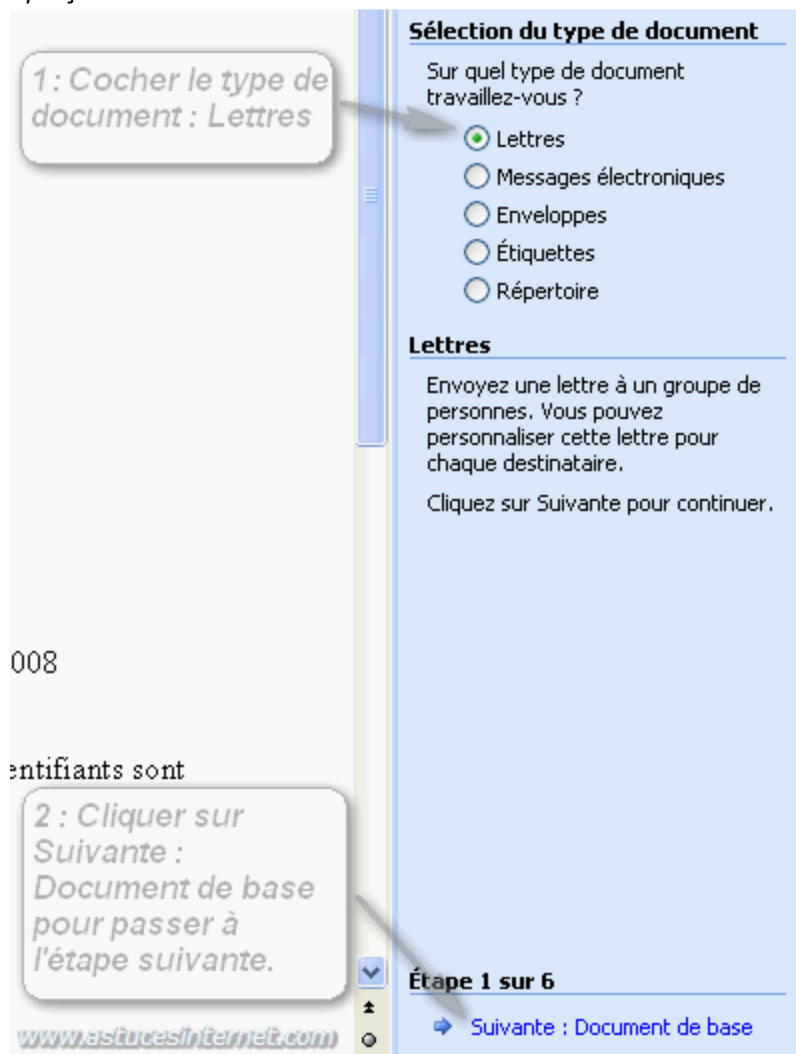 Sélection du type de document
1: Cocher le type de
document : Lettres
Sur quel type de document
travaillez-vous ?
Lettres
Messages électroniques
Enveloppes
Étiquettes
Répertoire
Lettres
Envoyez une lettre à un groupe de
personnes. Vous pouvez
personnaliser cette lettre pour
chaque destinataire.
Cliquez sur Suivante pour continuer.
008
entifiants sont
2 : Cliquer sur
Suivante :
Document de base
pour passer à
l'étape suivante.
Étape 1 sur 6
Suivante : Document de base
www.astucesinternet.com